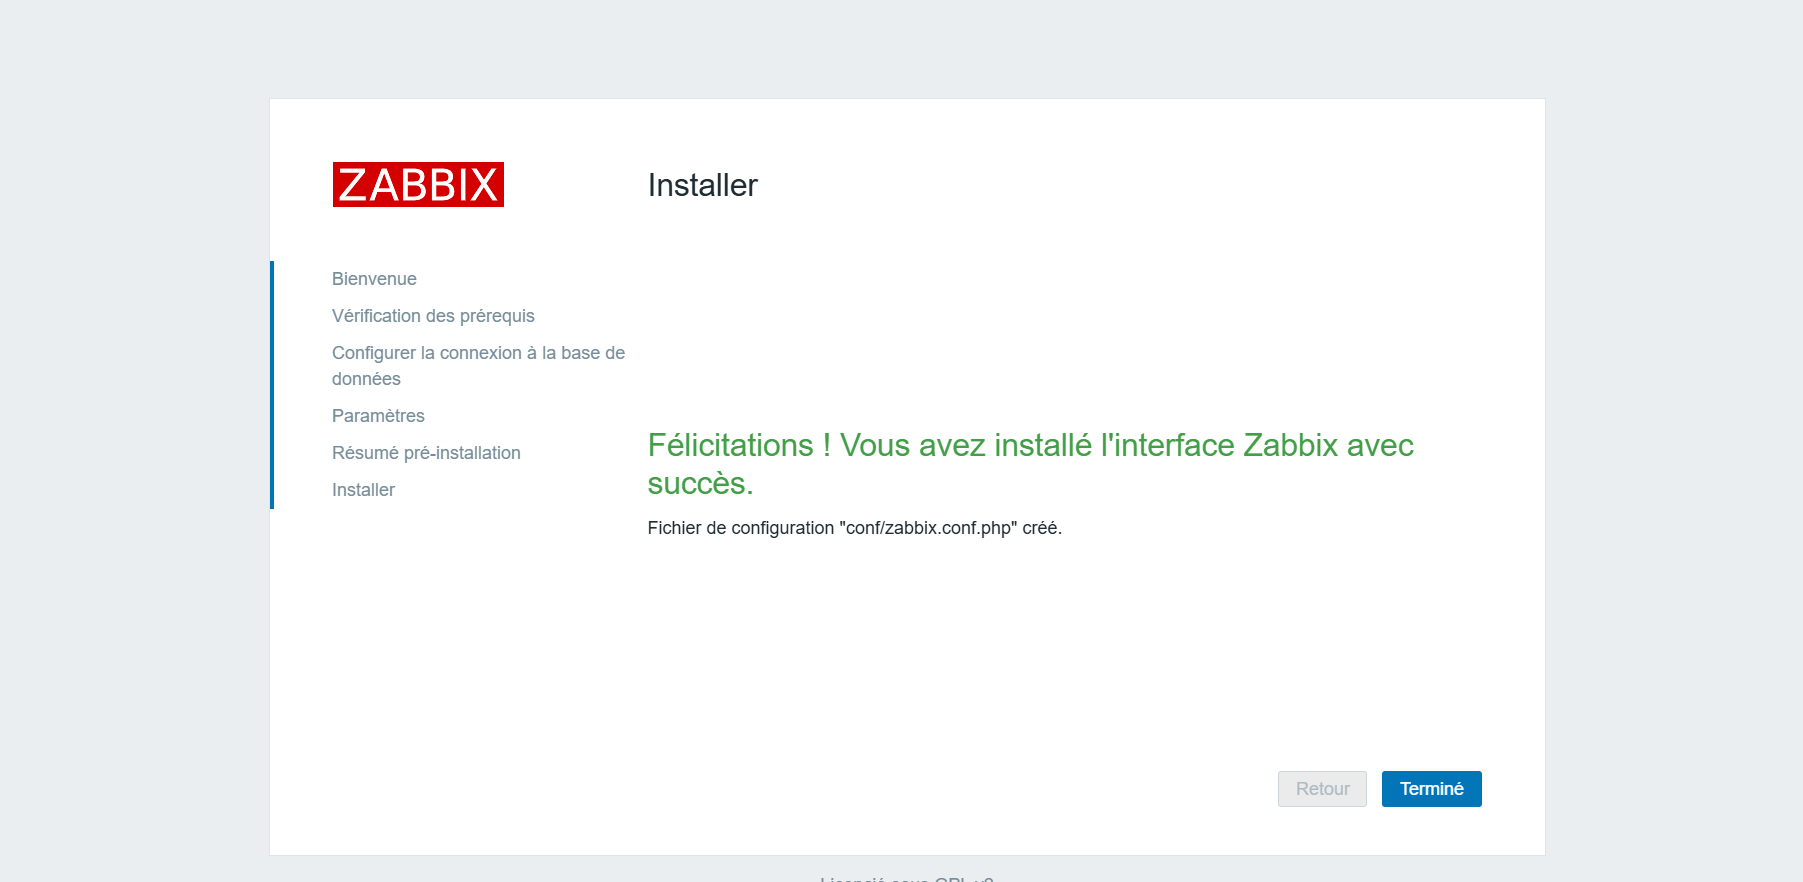 ZABBIX
Installer
Bienvenue
Vérification des prérequis
Configurer la connexion à la base de
données
Paramètres
Résumé pré-installation
Installer
Félicitations ! Vous avez installé l'interface Zabbix avec
succès.
Fichier de configuration "conf/zabbix.conf.php" créé.
Retour
Terminé